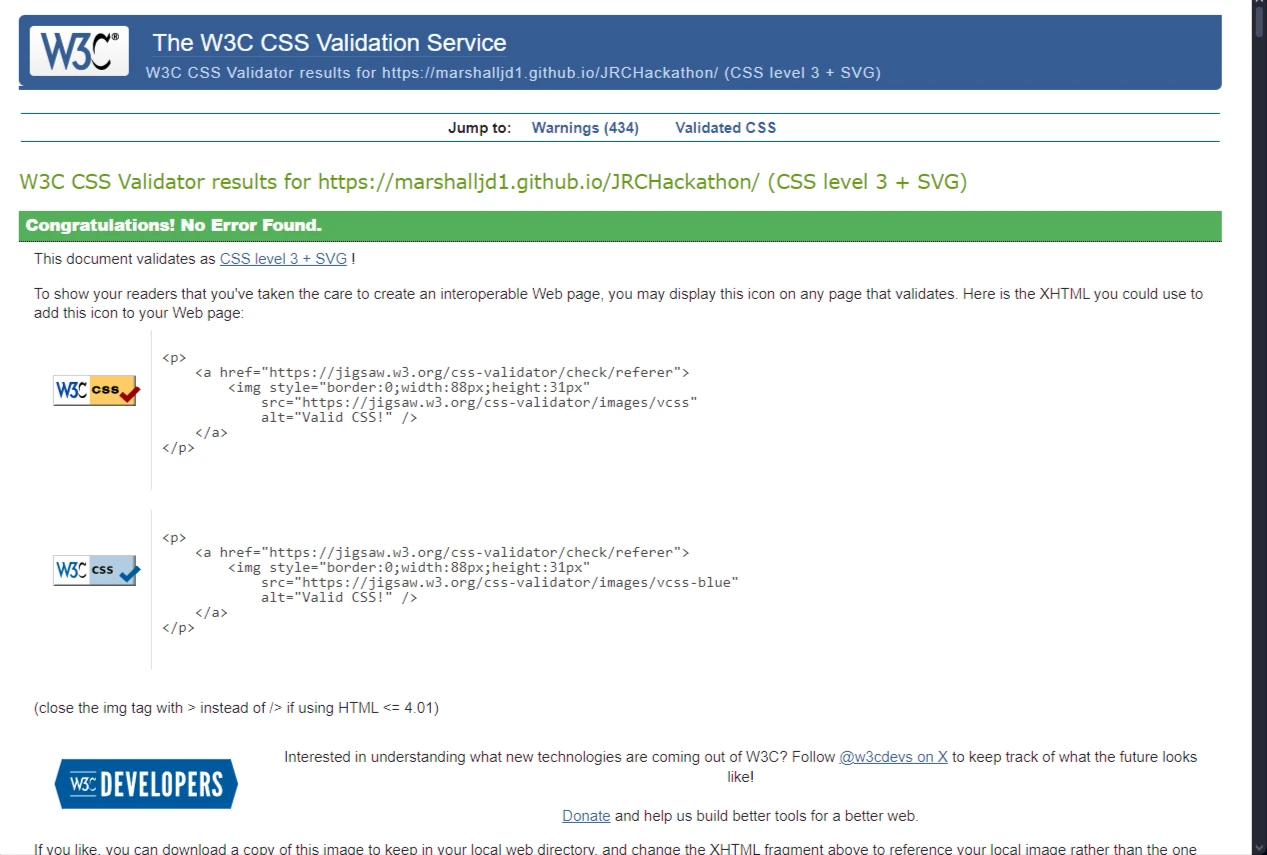 W3C®
The W3C CSS Validation Service
W3C CSS Validator results for https://marshalljd1.github.io/JRCHackathon/ (CSS level 3 + SVG)
Jump to: Warnings (434) Validated CSS
W3C CSS Validator results for https://marshalljd1.github.io/JRCHackathon/ (CSS level 3 + SVG)
Congratulations! No Error Found.
This document validates as CSS level 3 + SVG !
To show your readers that you've taken the care to create an interoperable Web page, you may display this icon on any page that validates. Here is the XHTML you could use to
add this icon to your Web page:
W3C css
<p>
<a href="https://jigsaw.w3.org/css-validator/check/referer">
<img style="border:0;width:88px;height:31px"
src="https://jigsaw.w3.org/css-validator/images/vcss"
alt="Valid CSS!" />
</a>
</p>
W3C css
<p>
<a href="https://jigsaw.w3.org/css-validator/check/referer">
<img style="border:0;width:88px;height:31px"
src="https://jigsaw.w3.org/css-validator/images/vcss-blue"
alt="Valid CSS!" />
</a>
</p>
(close the img tag with > instead of /> if using HTML <= 4.01)
W3C DEVELOPERS
Interested in understanding what new technologies are coming out of W3C? Follow @w3cdevs on X to keep track of what the future looks
like!
Donate and help us build better tools for a better web.
If you like, you can download a copy of this image to keep in your local web directory, and change the XHTML fragment above to reference your local image rather than the one